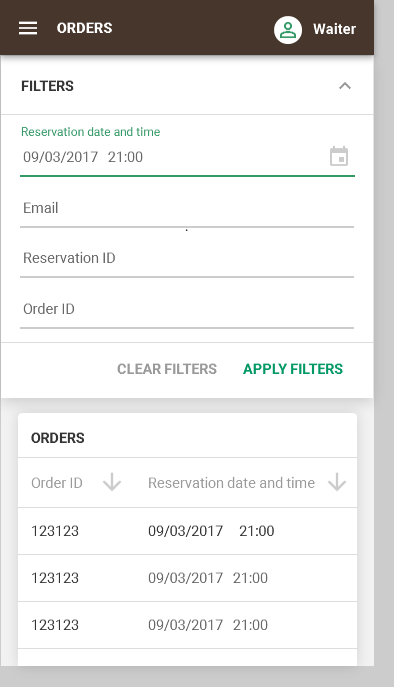 ORDERS Waiter
FILTERS
Reservation date and time
09/03/2017 21:00
Email
Reservation ID
Order ID
CLEAR FILTERS APPLY FILTERS
ORDERS
Order ID Reservation date and time
123123 09/03/2017 21:00
123123 09/03/2017 21:00
123123 09/03/2017 21:00